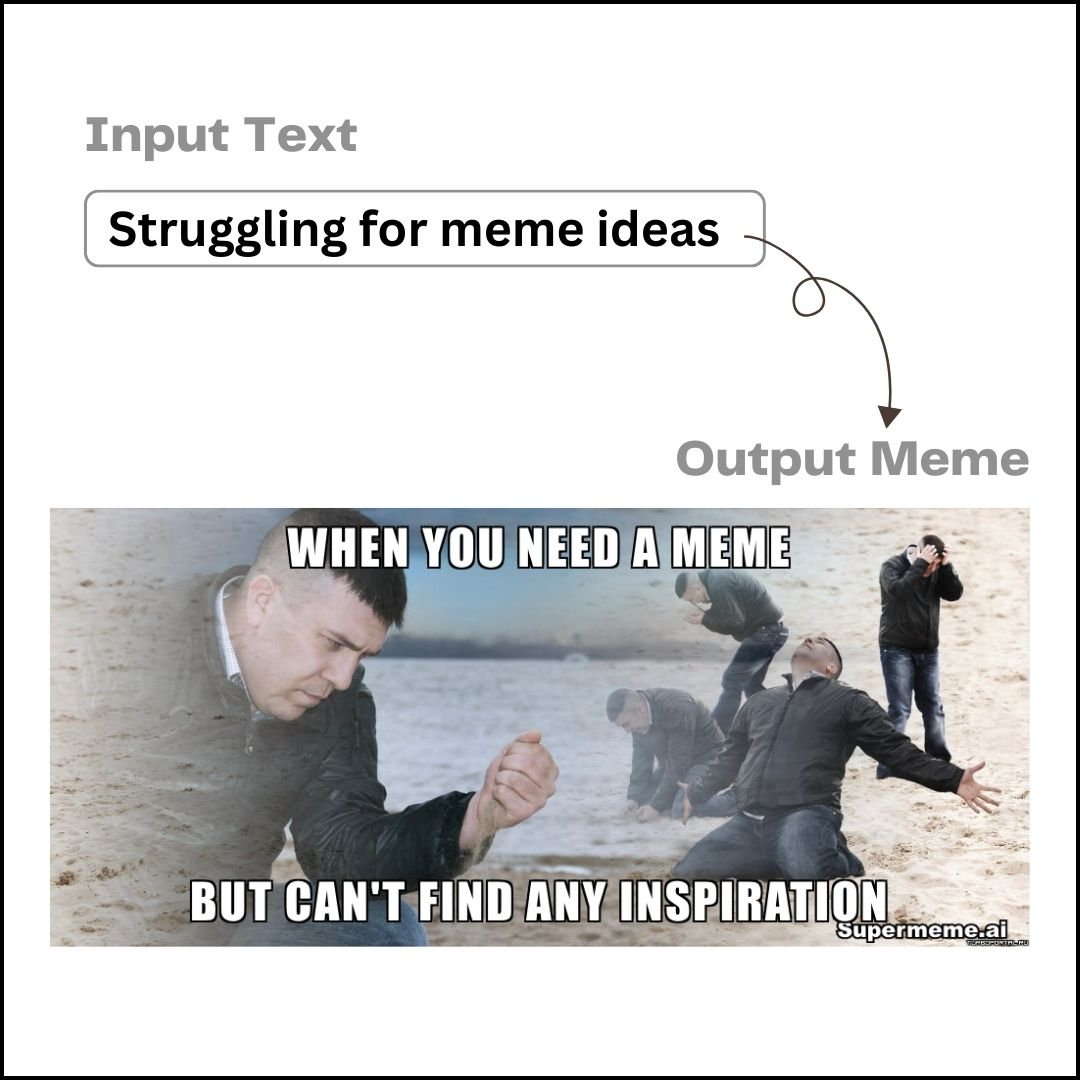 Input Text
Struggling for meme ideas
Output Meme
WHEN YOU NEED A MEME
BUT CAN'T FIND ANY INSPIRATION
Supermeme.ai